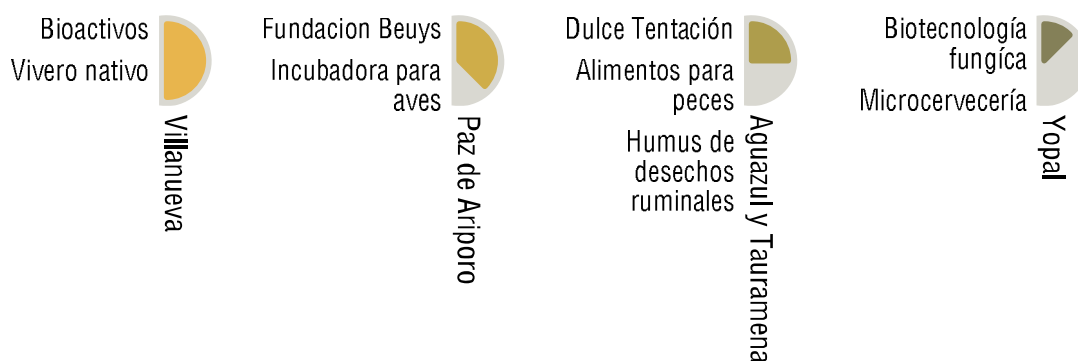 Bioactivos
Vivero nativo
Villanueva
Fundacion Beuys
Incubadora para
aves
Paz de Ariporo
Dulce Tentación
Alimentos para
peces
Humus de
desechos
ruminales
Aguazul y Tauramena
Biotecnología
fungíca
Microcervecería
Yopal